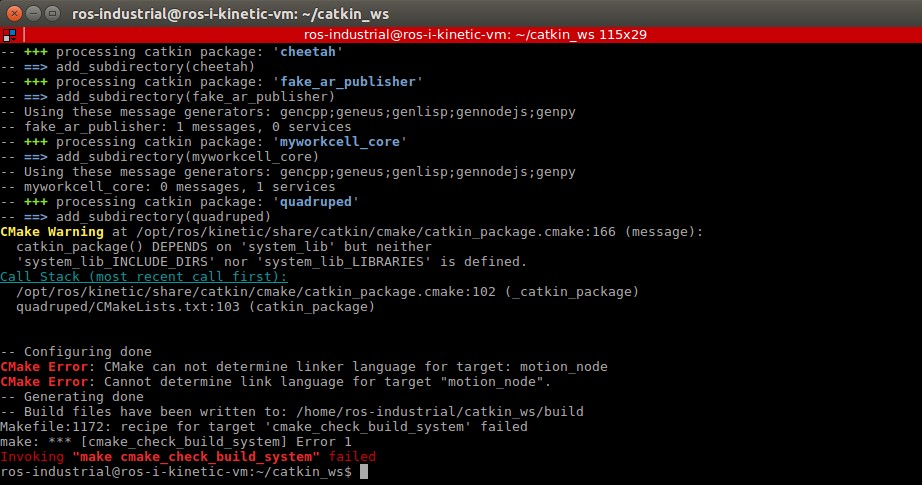 ros-industrial@ros-i-kinetic-vm: ~/catkin_ws
ros-industrial@ros-i-kinetic-vm: ~/catkin_ws 115x29
-- +++ processing catkin package: 'cheetah'
-- ==> add_subdirectory(cheetah)
-- +++ processing catkin package: 'fake_ar_publisher'
-- ==> add_subdirectory(fake_ar_publisher)
-- Using these message generators: gencpp;geneus;genlisp;gennodejs;genpy
-- fake_ar_publisher: 1 messages, 0 services
-- +++ processing catkin package: 'myworkcell_core'
-- ==> add_subdirectory(myworkcell_core)
-- Using these message generators: gencpp;geneus;genlisp;gennodejs;genpy
-- myworkcell_core: 0 messages, 1 services
-- +++ processing catkin package: 'quadruped'
-- ==> add_subdirectory(quadruped)
CMake Warning at /opt/ros/kinetic/share/catkin/cmake/catkin_package.cmake:166 (message):
  catkin_package() DEPENDS on 'system_lib' but neither
  'system_lib_INCLUDE_DIRS' nor 'system_lib_LIBRARIES' is defined.
Call Stack (most recent call first):
  /opt/ros/kinetic/share/catkin/cmake/catkin_package.cmake:102 (_catkin_package)
  quadruped/CMakeLists.txt:103 (catkin_package)
-- Configuring done
CMake Error: CMake can not determine linker language for target: motion_node
CMake Error: Cannot determine link language for target "motion_node".
-- Generating done
-- Build files have been written to: /home/ros-industrial/catkin_ws/build
Makefile:1172: recipe for target 'cmake_check_build_system' failed
make: *** [cmake_check_build_system] Error 1
Invoking "make cmake_check_build_system" failed
ros-industrial@ros-i-kinetic-vm:~/catkin_ws$